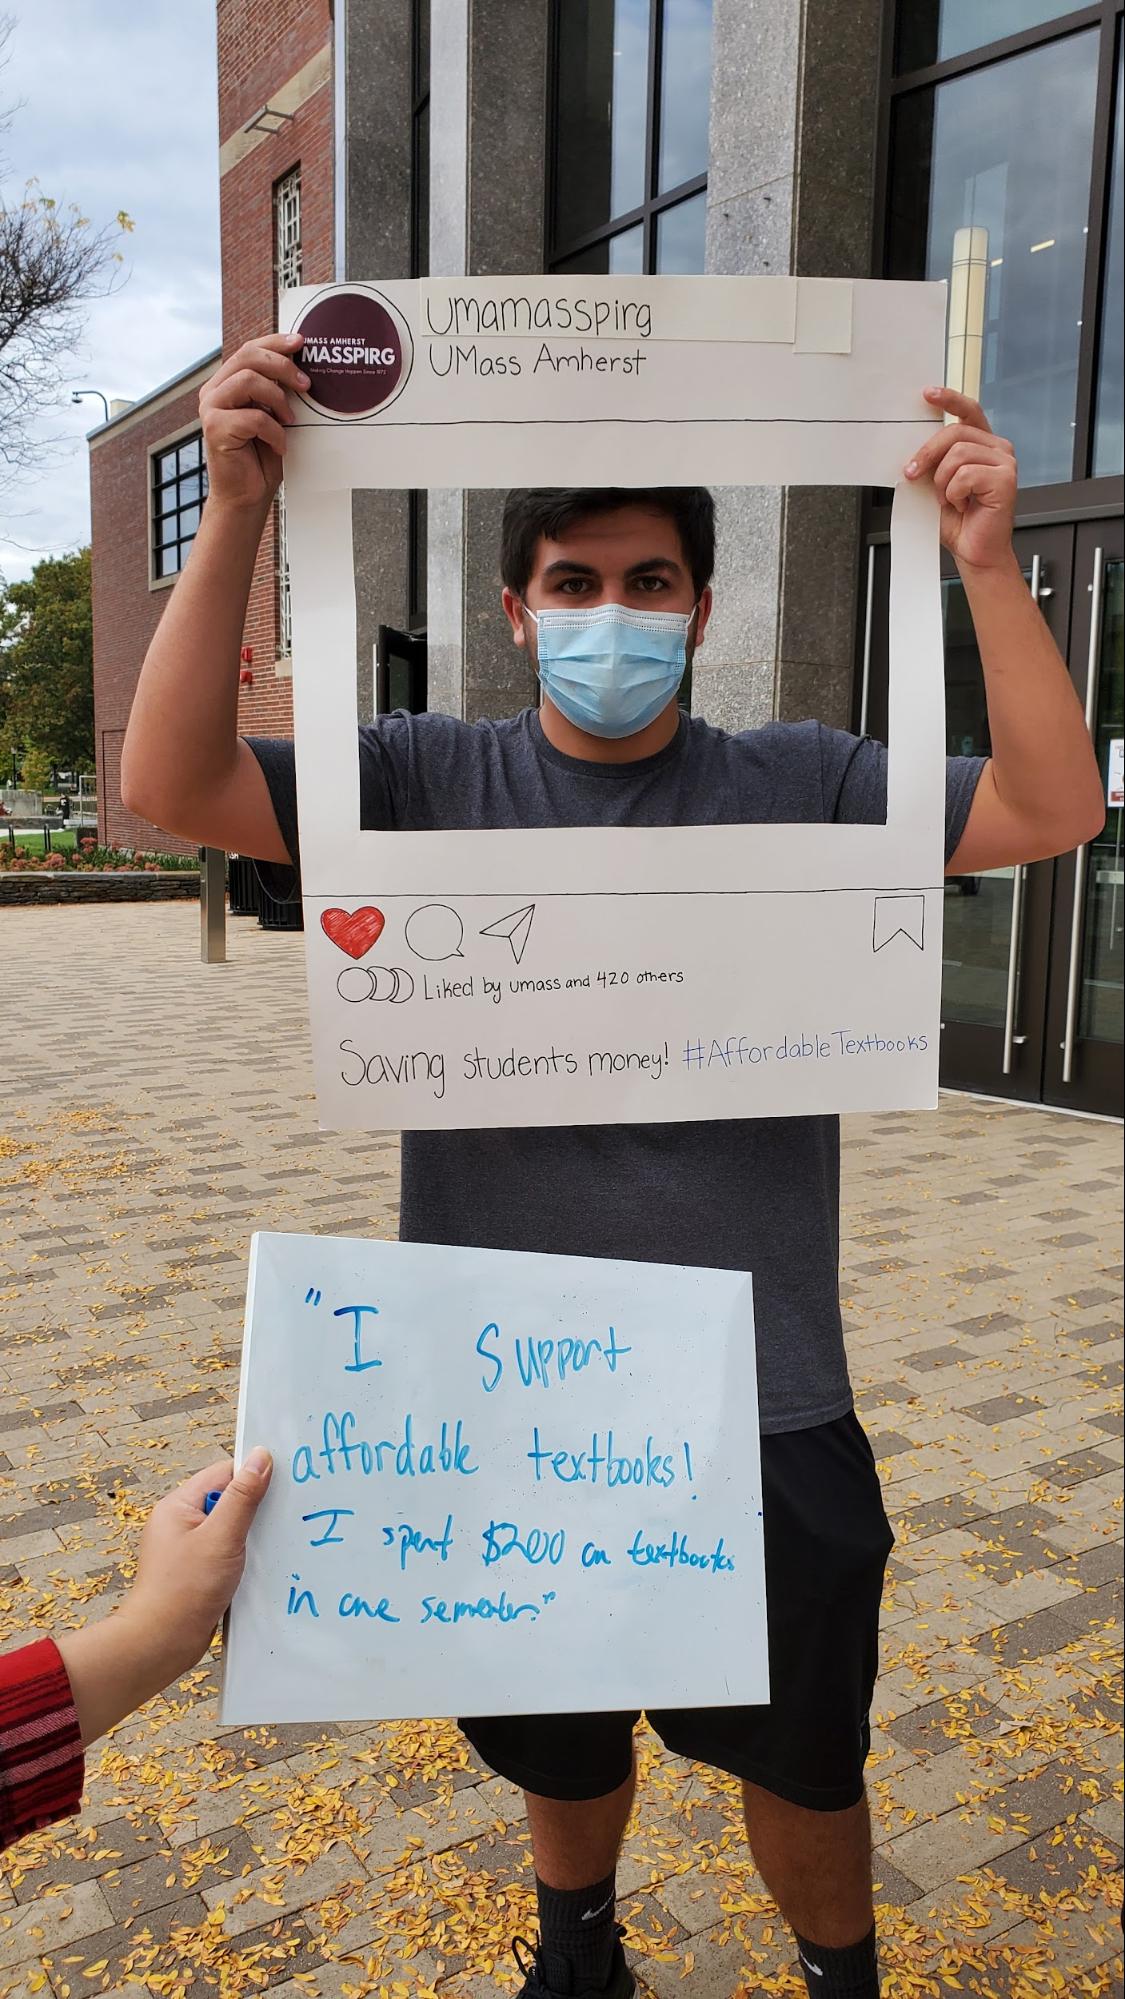 UMASS AMHERST
MASSPIRG
Making Change Happen Since 1972
Umamasspirg
UMass Amherst
Liked by umass and 420 others
Saving students money! #AffordableTextbooks
"I Support
affordable textbooks!
I spent $200 on textbooks
in one semester."